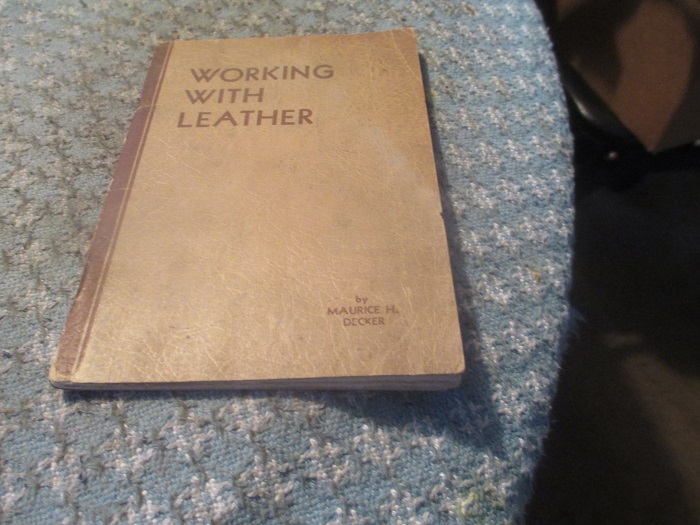 WORKING
WITH
LEATHER
by
MAURICE H.
DECKER